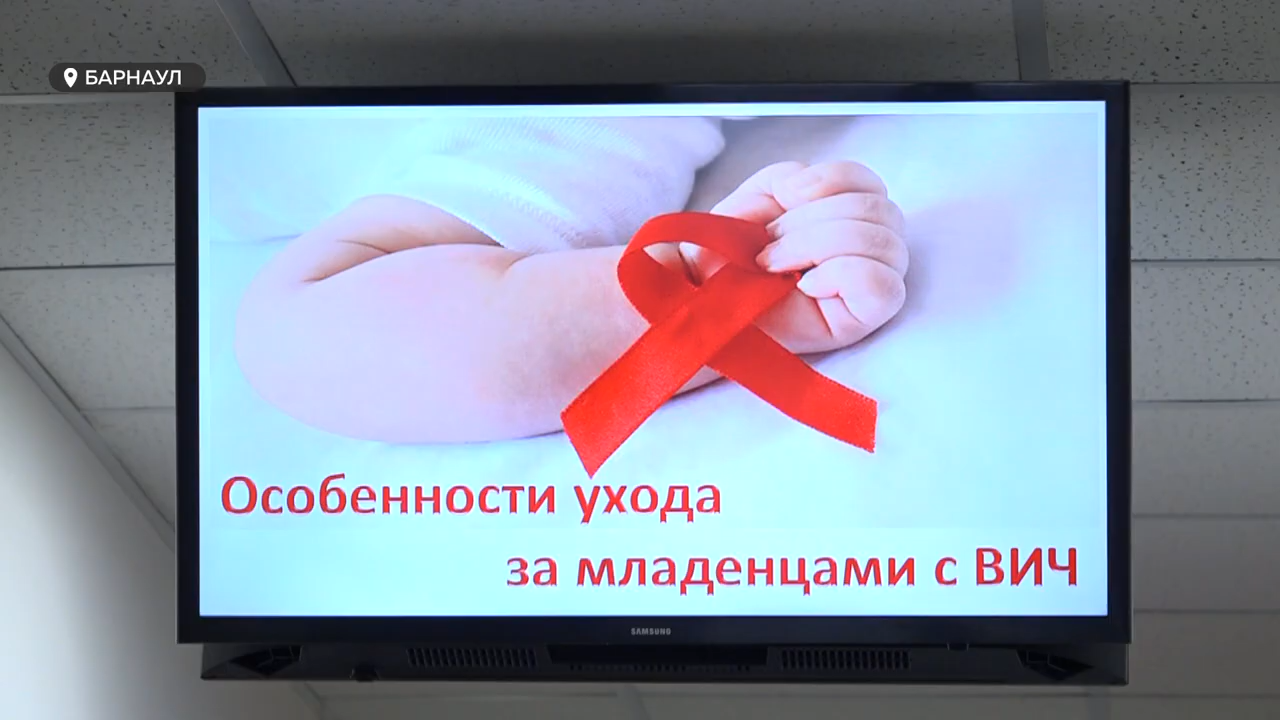 БАРНАУЛ
Особенности ухода
за младенцами с ВИЧ
SAMSUNG